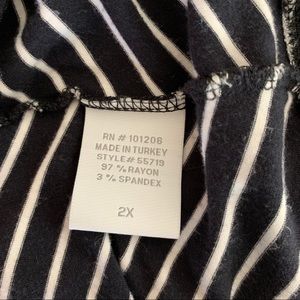 RN # 101208
MADE IN TURKEY
STYLE# 55719
97 % RAYON
3 % SPANDEX
2X